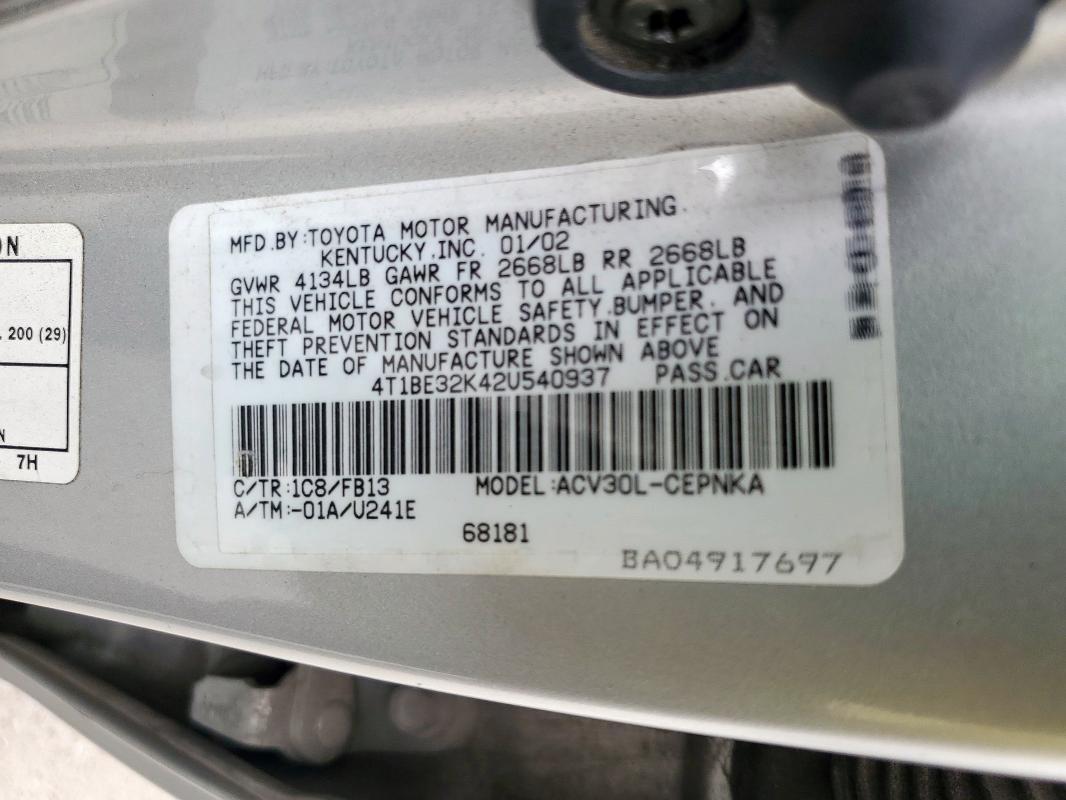 MFD.BY:TOYOTA MOTOR MANUFACTURING.
KENTUCKY.INC. 01/02
GVWR 4134LB GAWR FR 2668LB RR 2668LB
THIS VEHICLE CONFORMS TO ALL APPLICABLE
FEDERAL MOTOR VEHICLE SAFETY.BUMPER. AND
THEFT PREVENTION STANDARDS IN EFFECT ON
THE DATE OF MANUFACTURE SHOWN ABOVE
4T1BE32K42U540937 PASS.CAR
C/TR:1C8/FB13 MODEL:ACV30L-CEPNKA
A/TM:-01A/U241E
68181
BA04917697
ON
200 (29)
N
7H